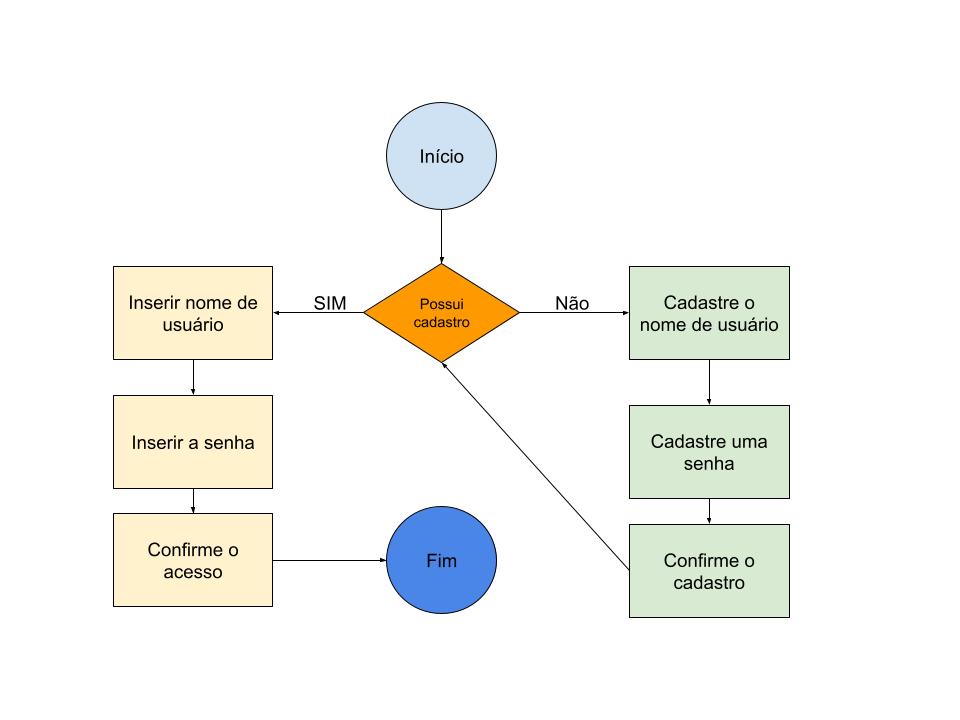 Início
Inserir nome de
usuário
SIM
Possui
cadastro
Não
Cadastre o
nome de usuário
Inserir a senha
Cadastre uma
senha
Confirme o
acesso
Fim
Confirme o
cadastro